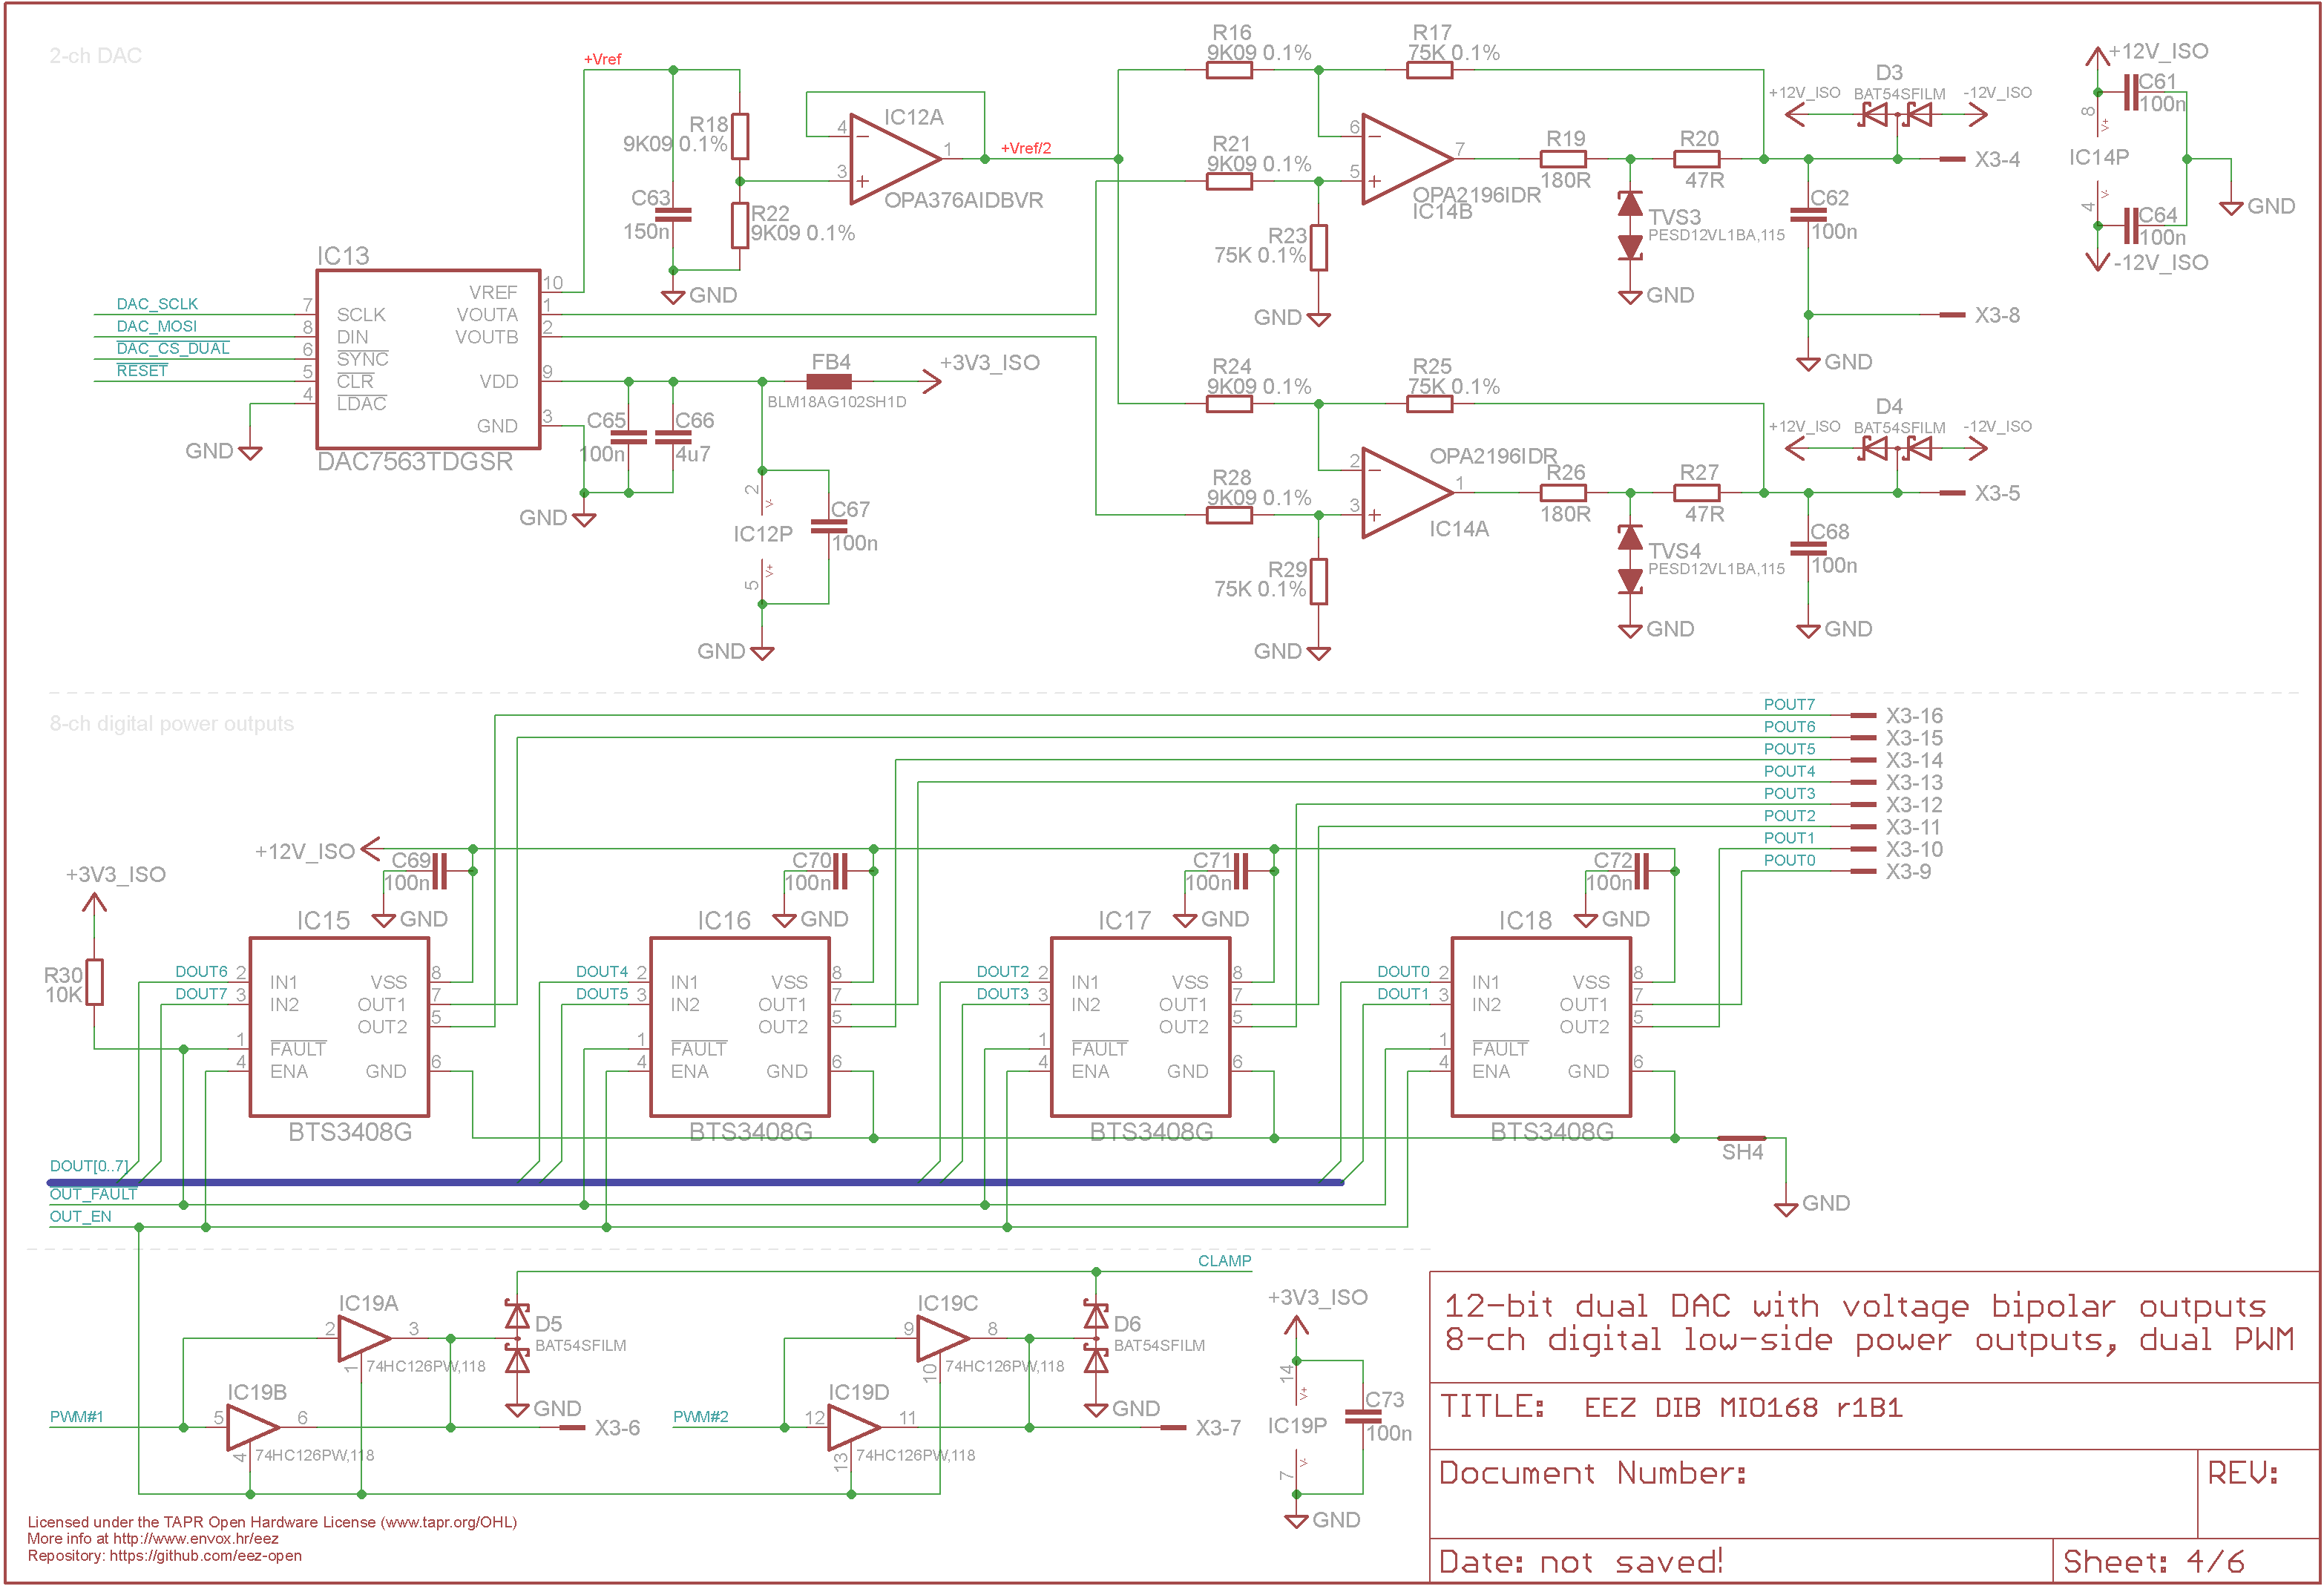 2-ch DAC
+Vref
R18
9K09 0.1%
C63
150n
R22
9K09 0.1%
GND
IC12A
4
3
1
OPA376AIDBVR
+Vref/2
IC13
DAC_SCLK
DAC_MOSI
DAC_CS_DUAL
RESET
7
8
6
5
4
SCLK
DIN
SYNC
CLR
LDAC
VREF
VOUTA
VOUTB
VDD
GND
10
1
2
9
3
DAC7563TDGSR
GND
C65
100n
C66
4u7
GND
FB4
BLM18AG102SH1D
+3V3_ISO
2
V-
IC12P
5
V+
C67
100n
GND
R16
9K09 0.1%
R17
75K 0.1%
R21
9K09 0.1%
R23
75K 0.1%
GND
6
5
7
OPA2196IDR
IC14B
R19
180R
R20
47R
TVS3
PESD12VL1BA,115
GND
D3
+12V_ISO
BAT54SFILM
-12V_ISO
X3-4
C62
100n
X3-8
GND
+12V_ISO
C61
100n
8
V+
IC14P
V-
4
C64
100n
-12V_ISO
GND
R24
9K09 0.1%
R25
75K 0.1%
R28
9K09 0.1%
R29
75K 0.1%
GND
2
3
1
OPA2196IDR
IC14A
R26
180R
R27
47R
TVS4
PESD12VL1BA,115
GND
D4
+12V_ISO
BAT54SFILM
-12V_ISO
X3-5
C68
100n
GND
8-ch digital power outputs
POUT7
X3-16
POUT6
X3-15
POUT5
X3-14
POUT4
X3-13
POUT3
X3-12
POUT2
X3-11
POUT1
X3-10
POUT0
X3-9
+3V3_ISO
R30
10K
+12V_ISO
C69
100n
GND
IC15
DOUT6 2
DOUT7 3
1
4
IN1
IN2
FAULT
ENA
VSS
OUT1
OUT2
GND
8
7
5
6
BTS3408G
C70
100n
GND
IC16
DOUT4 2
DOUT5 3
1
4
IN1
IN2
FAULT
ENA
VSS
OUT1
OUT2
GND
8
7
5
6
BTS3408G
C71
100n
GND
IC17
DOUT2 2
DOUT3 3
1
4
IN1
IN2
FAULT
ENA
VSS
OUT1
OUT2
GND
8
7
5
6
BTS3408G
C72
100n
GND
IC18
DOUT0 2
DOUT1 3
1
4
IN1
IN2
FAULT
ENA
VSS
OUT1
OUT2
GND
8
7
5
6
BTS3408G
SH4
GND
DOUT[0..7]
OUT_FAULT
OUT_EN
CLAMP
IC19A
2
3
1
74HC126PW,118
IC19B
PWM#1
5
6
4
74HC126PW,118
D5
BAT54SFILM
GND
X3-6
IC19C
9
8
10
74HC126PW,118
IC19D
PWM#2
12
11
13
74HC126PW,118
D6
BAT54SFILM
GND
X3-7
+3V3_ISO
14
V+
IC19P
V-
7
C73
100n
GND
12-bit dual DAC with voltage bipolar outputs
8-ch digital low-side power outputs, dual PWM
TITLE: EEZ DIB MIO168 r1B1
Document Number:
REV:
Date: not saved!
Sheet: 4/6
Licensed under the TAPR Open Hardware License (www.tapr.org/OHL)
More info at http://www.envox.hr/eez
Repository: https://github.com/eez-open